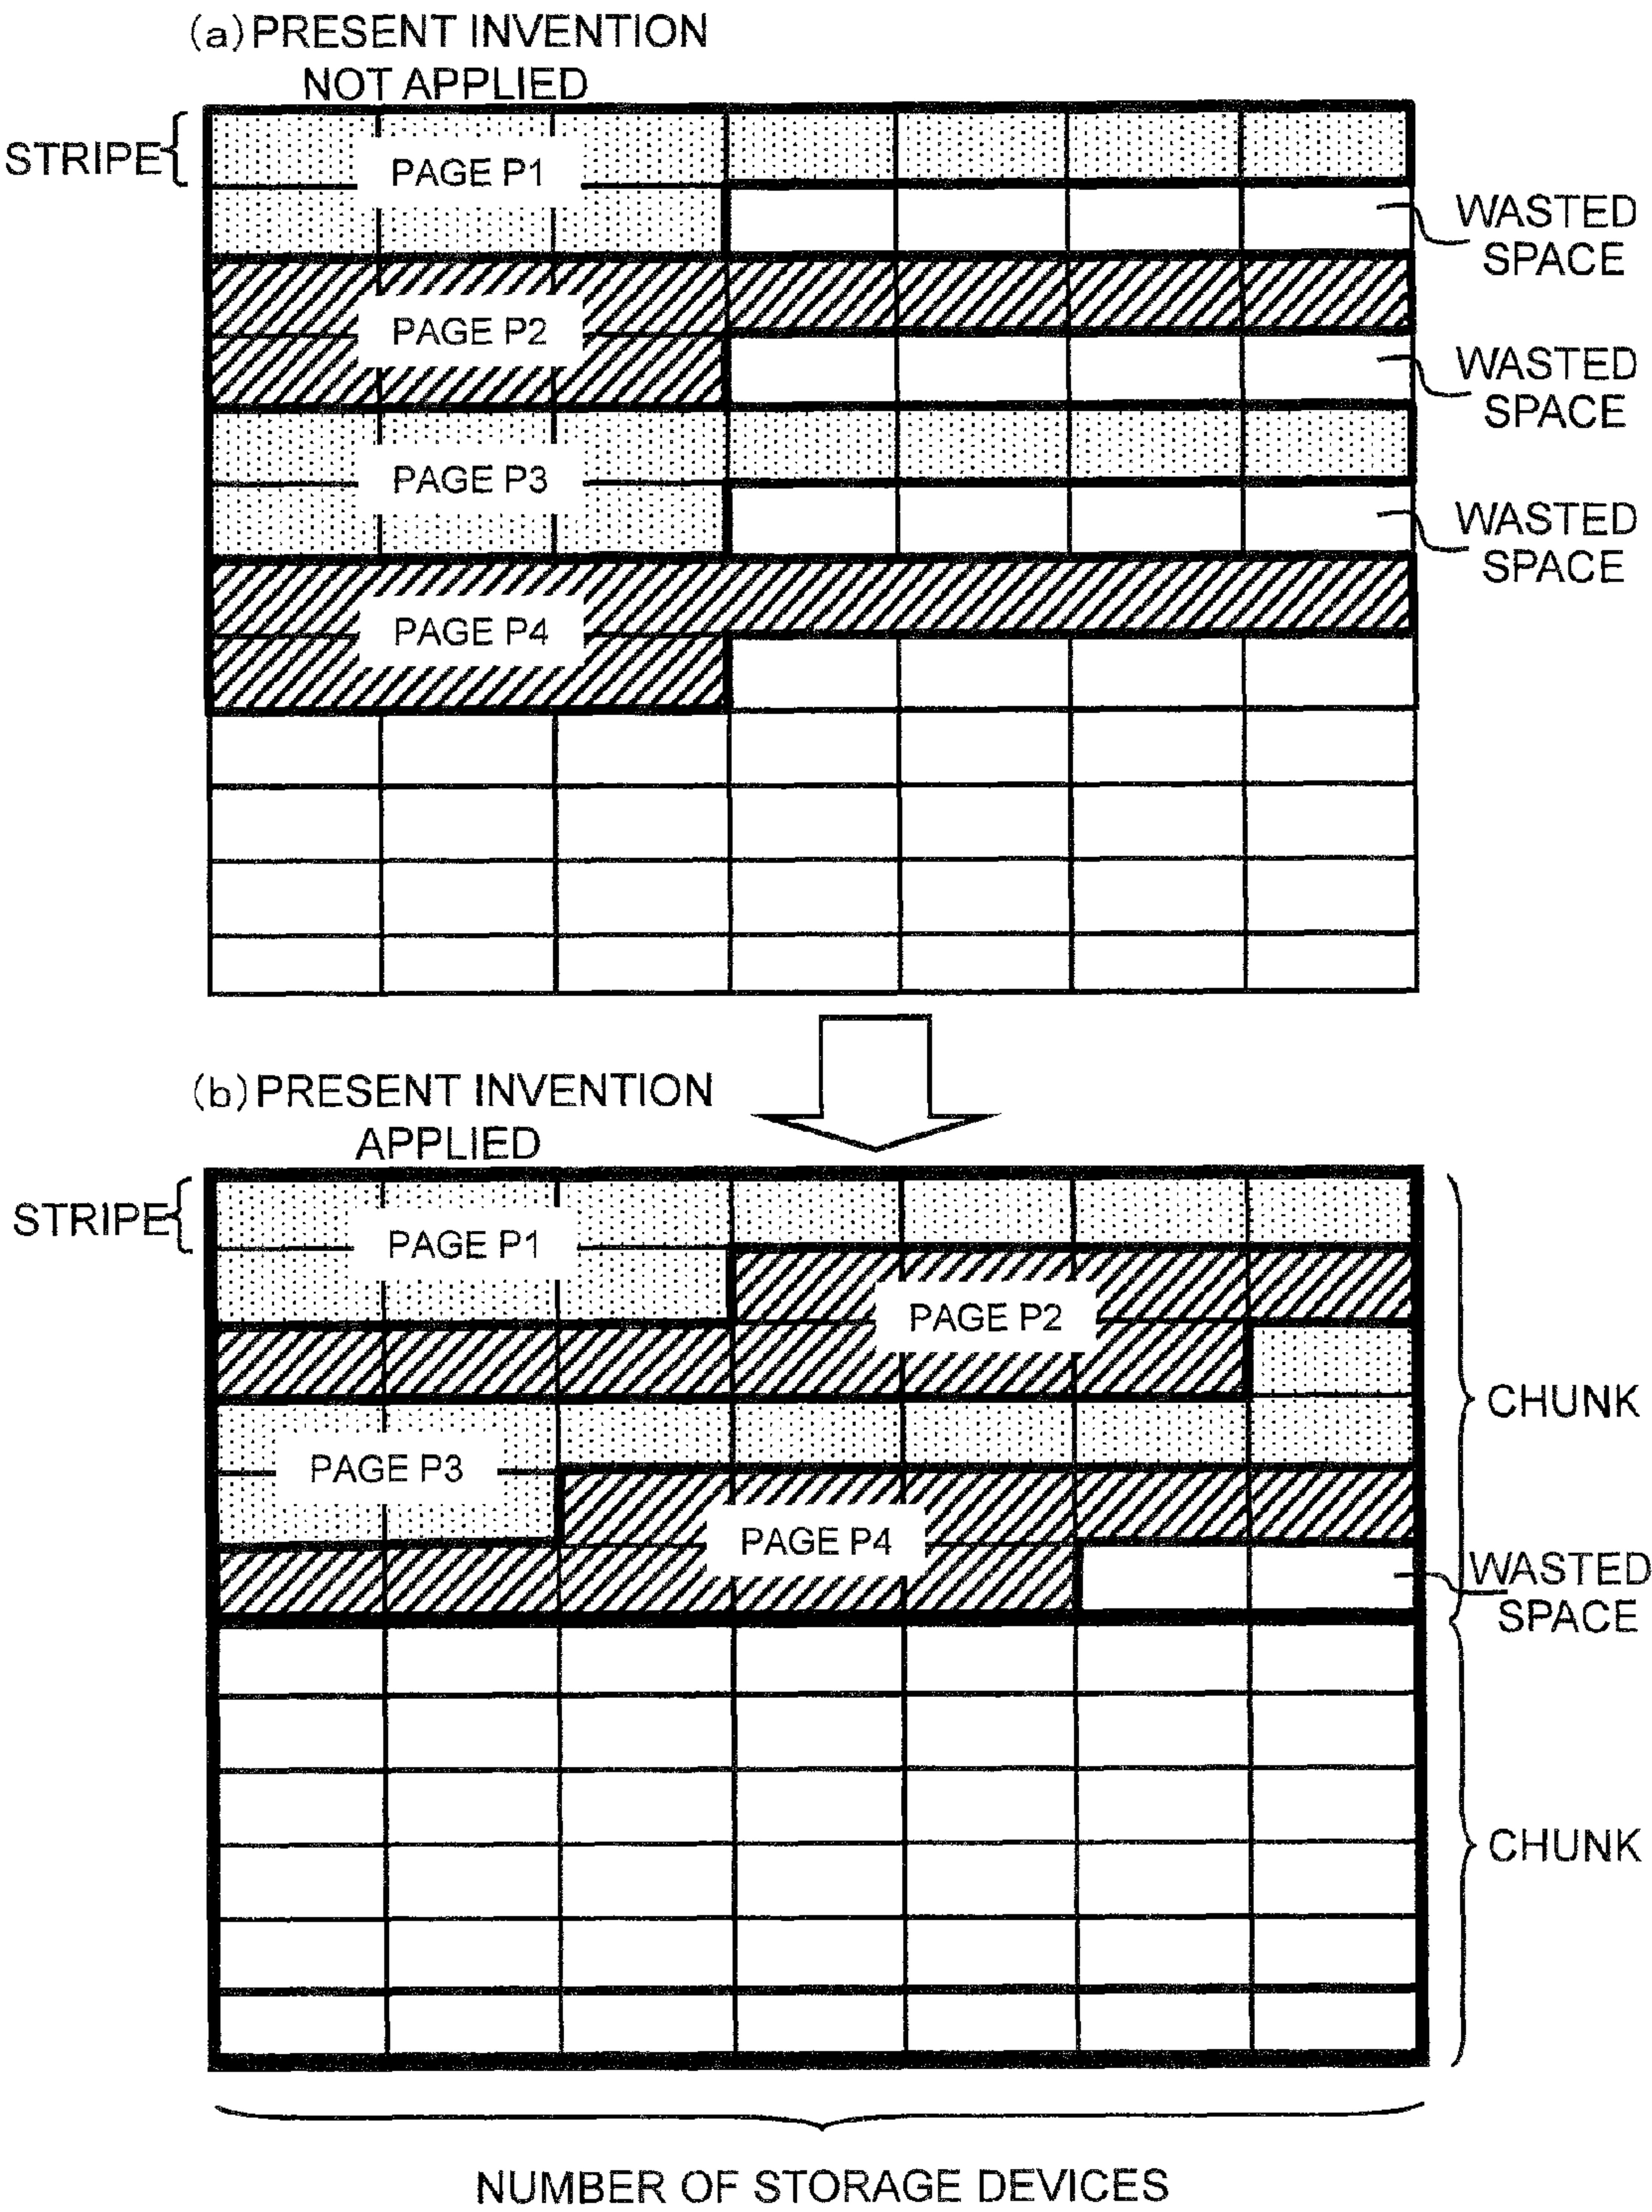 (a) PRESENT INVENTION
NOT APPLIED
STRIPE
PAGE P1
WASTED
SPACE
PAGE P2
WASTED
SPACE
PAGE P3
WASTED
SPACE
PAGE P4
(b) PRESENT INVENTION
APPLIED
STRIPE
PAGE P1
PAGE P2
CHUNK
PAGE P3
PAGE P4
WASTED
SPACE
CHUNK
NUMBER OF STORAGE DEVICES